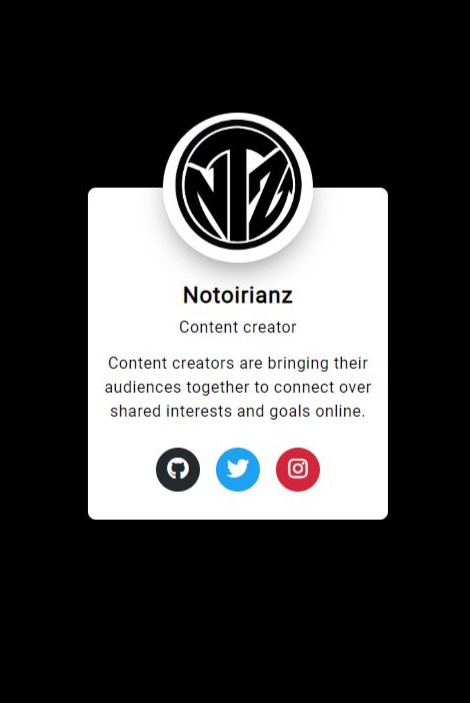 NTZ
Notoirianz
Content creator
Content creators are bringing their
audiences together to connect over
shared interests and goals online.